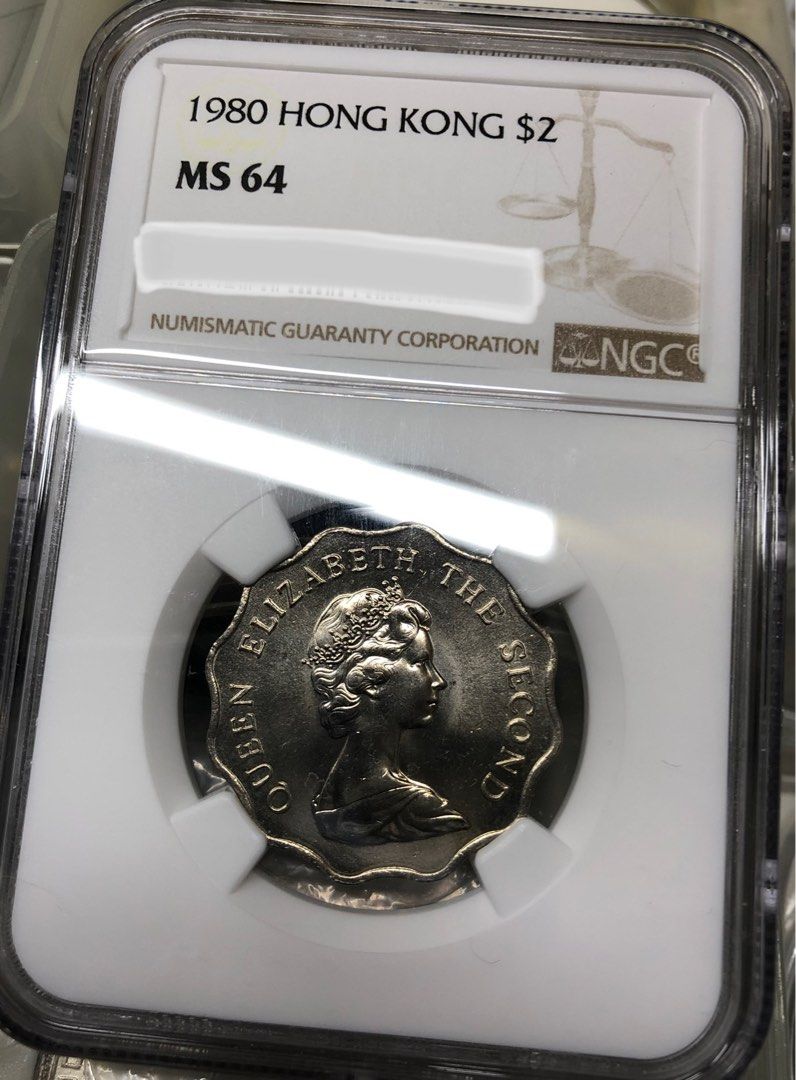 1980 HONG KONG $2
MS 64
NUMISMATIC GUARANTY CORPORATION
NGC®
QUEEN ELIZABETH THE SECOND